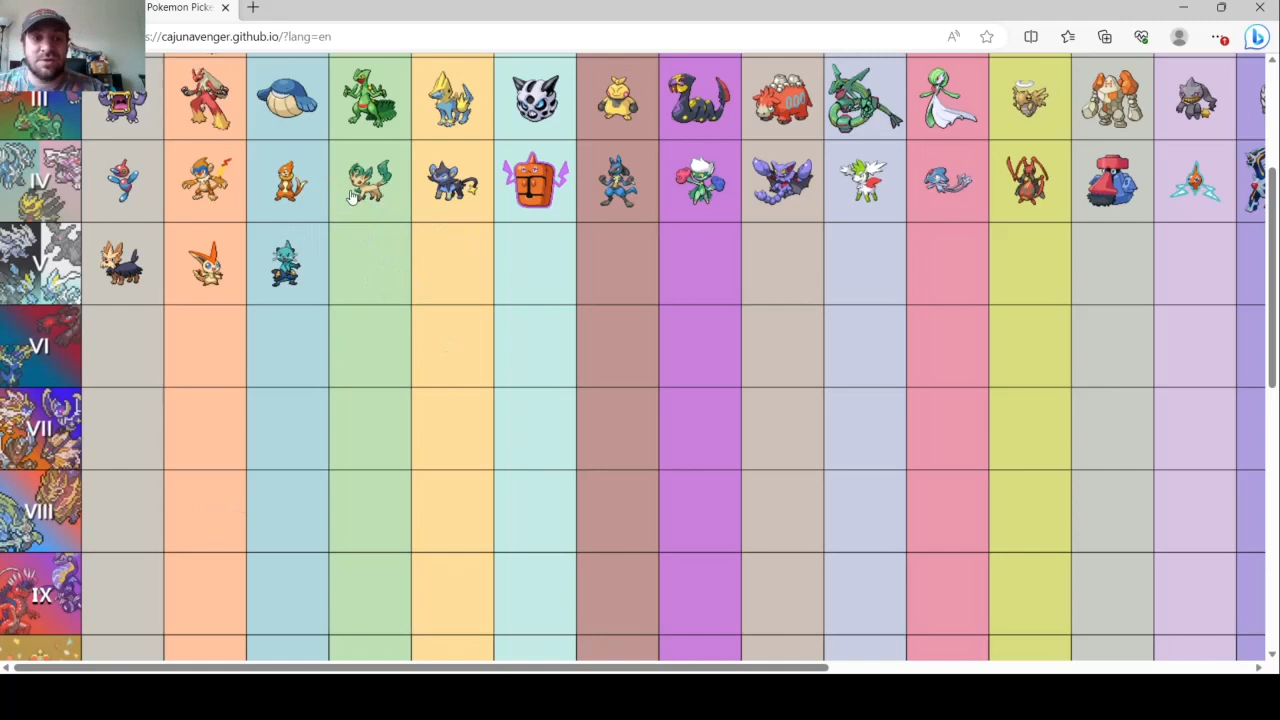 Pokemon Picke
s://cajunavenger.github.io/?lang=en
III
IV
V
VI
VII
VIII
IX